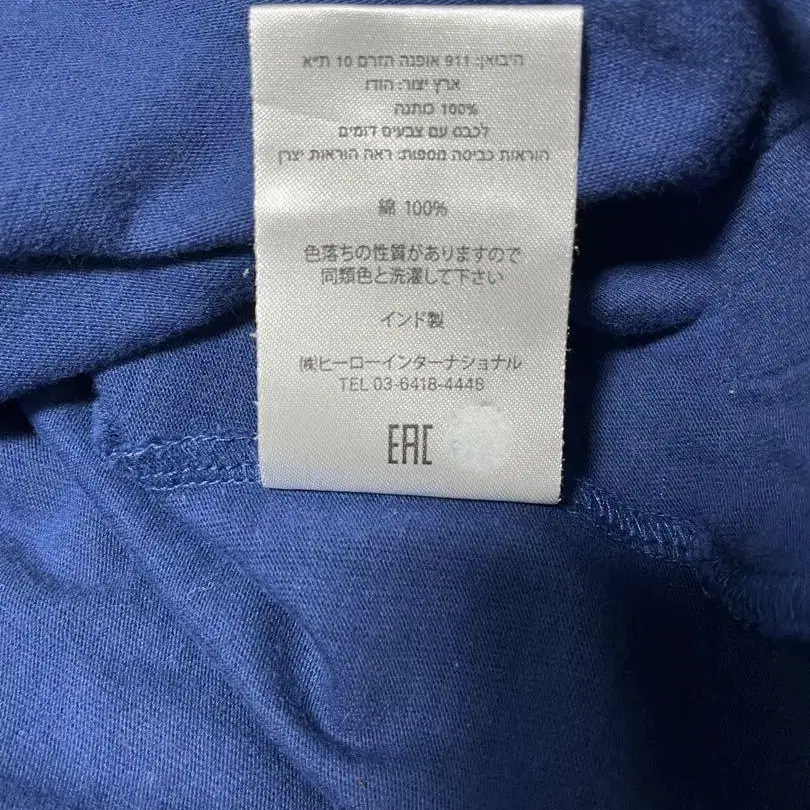 היבואן: 911 אופנה הזרם 10 ת״א
ארץ יצור: הודו
100% כותנה
לכבס עם צבעים דומים
הוראות כביסה מספות: ראה הוראות יצרן
綿 100%
色落ちの性質がありますので
同類色と洗濯して下さい
インド製
㈱ヒーローインターナショナル
TEL 03-6418-4448
EAC